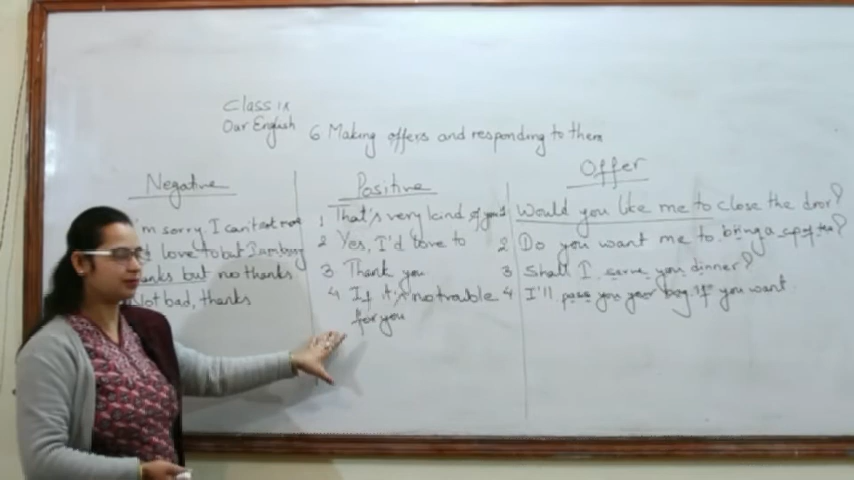 Class ix
Our English 6 Making offers and responding to them
Negative
I'm sorry, I can't eat more
love to but I am busy
thanks but no thanks
Not bad, thanks
Positive
1 That's very kind of you
2 Yes, I'd love to
3 Thank you
4 If it's no trouble
for you
Offer
1 Would you like me to close the door?
2 Do you want me to bring a cup of tea?
3 Shall I serve you dinner?
4 I'll pass you your bag if you want.